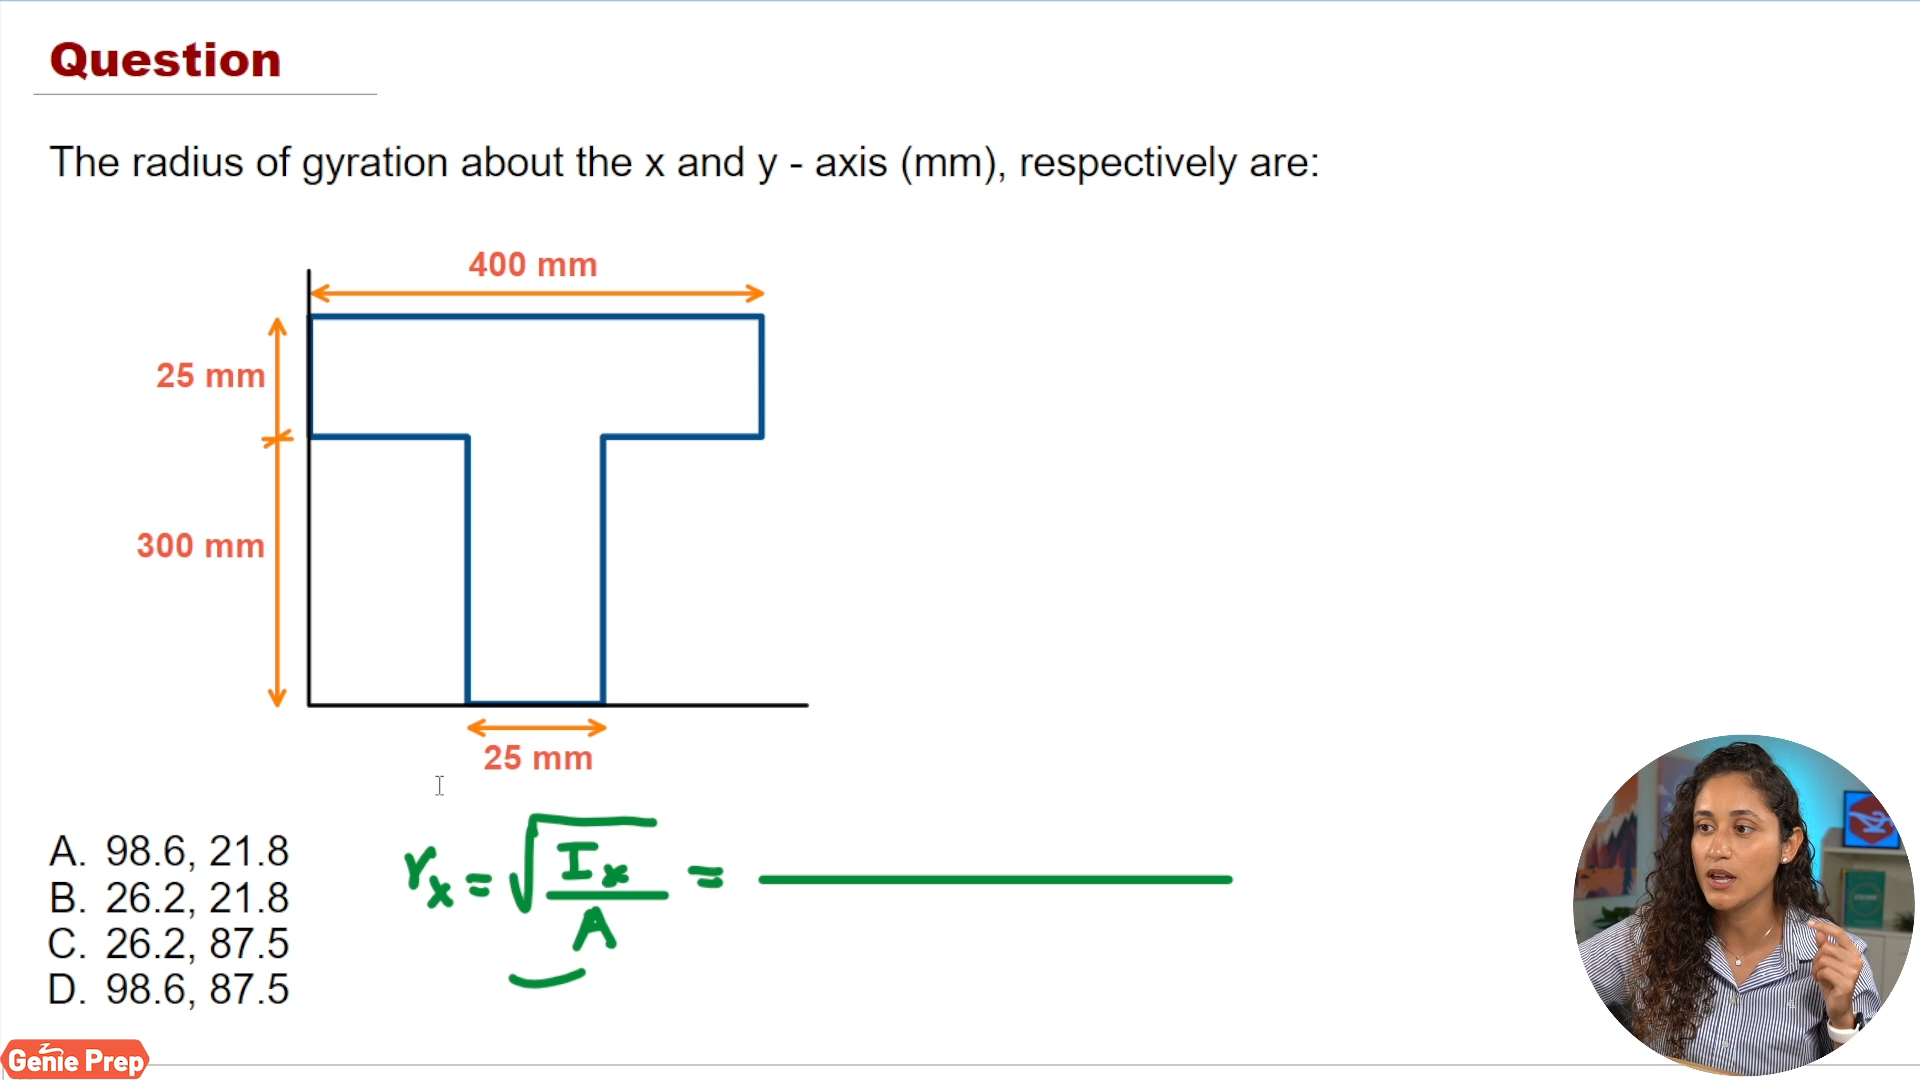 Question
The radius of gyration about the x and y - axis (mm), respectively are:
400 mm
25 mm
300 mm
25 mm
A. 98.6, 21.8
B. 26.2, 21.8
C. 26.2, 87.5
D. 98.6, 87.5
r_x = √(I_x / A) =
Genie Prep